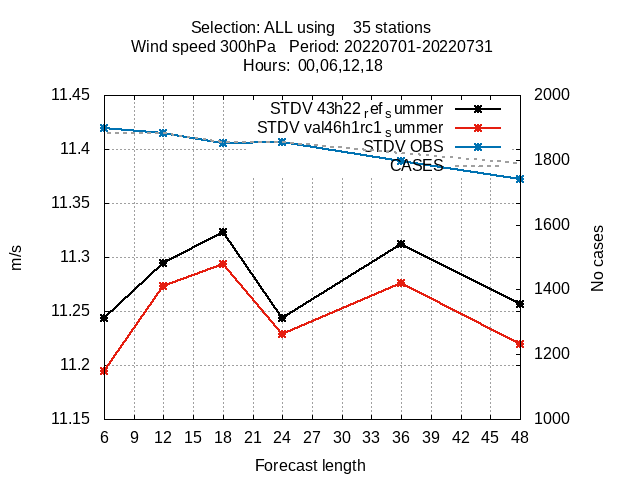 Selection: ALL using    35 stations
Wind speed 300hPa   Period: 20220701-20220731
Hours: 00,06,12,18
11.45
11.4
11.35
11.3
11.25
11.2
11.15
m/s
STDV 43h22refsummer
STDV val46h1rc1summer
STDV OBS
CASES
2000
1800
1600
1400
1200
1000
No cases
6 9 12 15 18 21 24 27 30 33 36 39 42 45 48
Forecast length